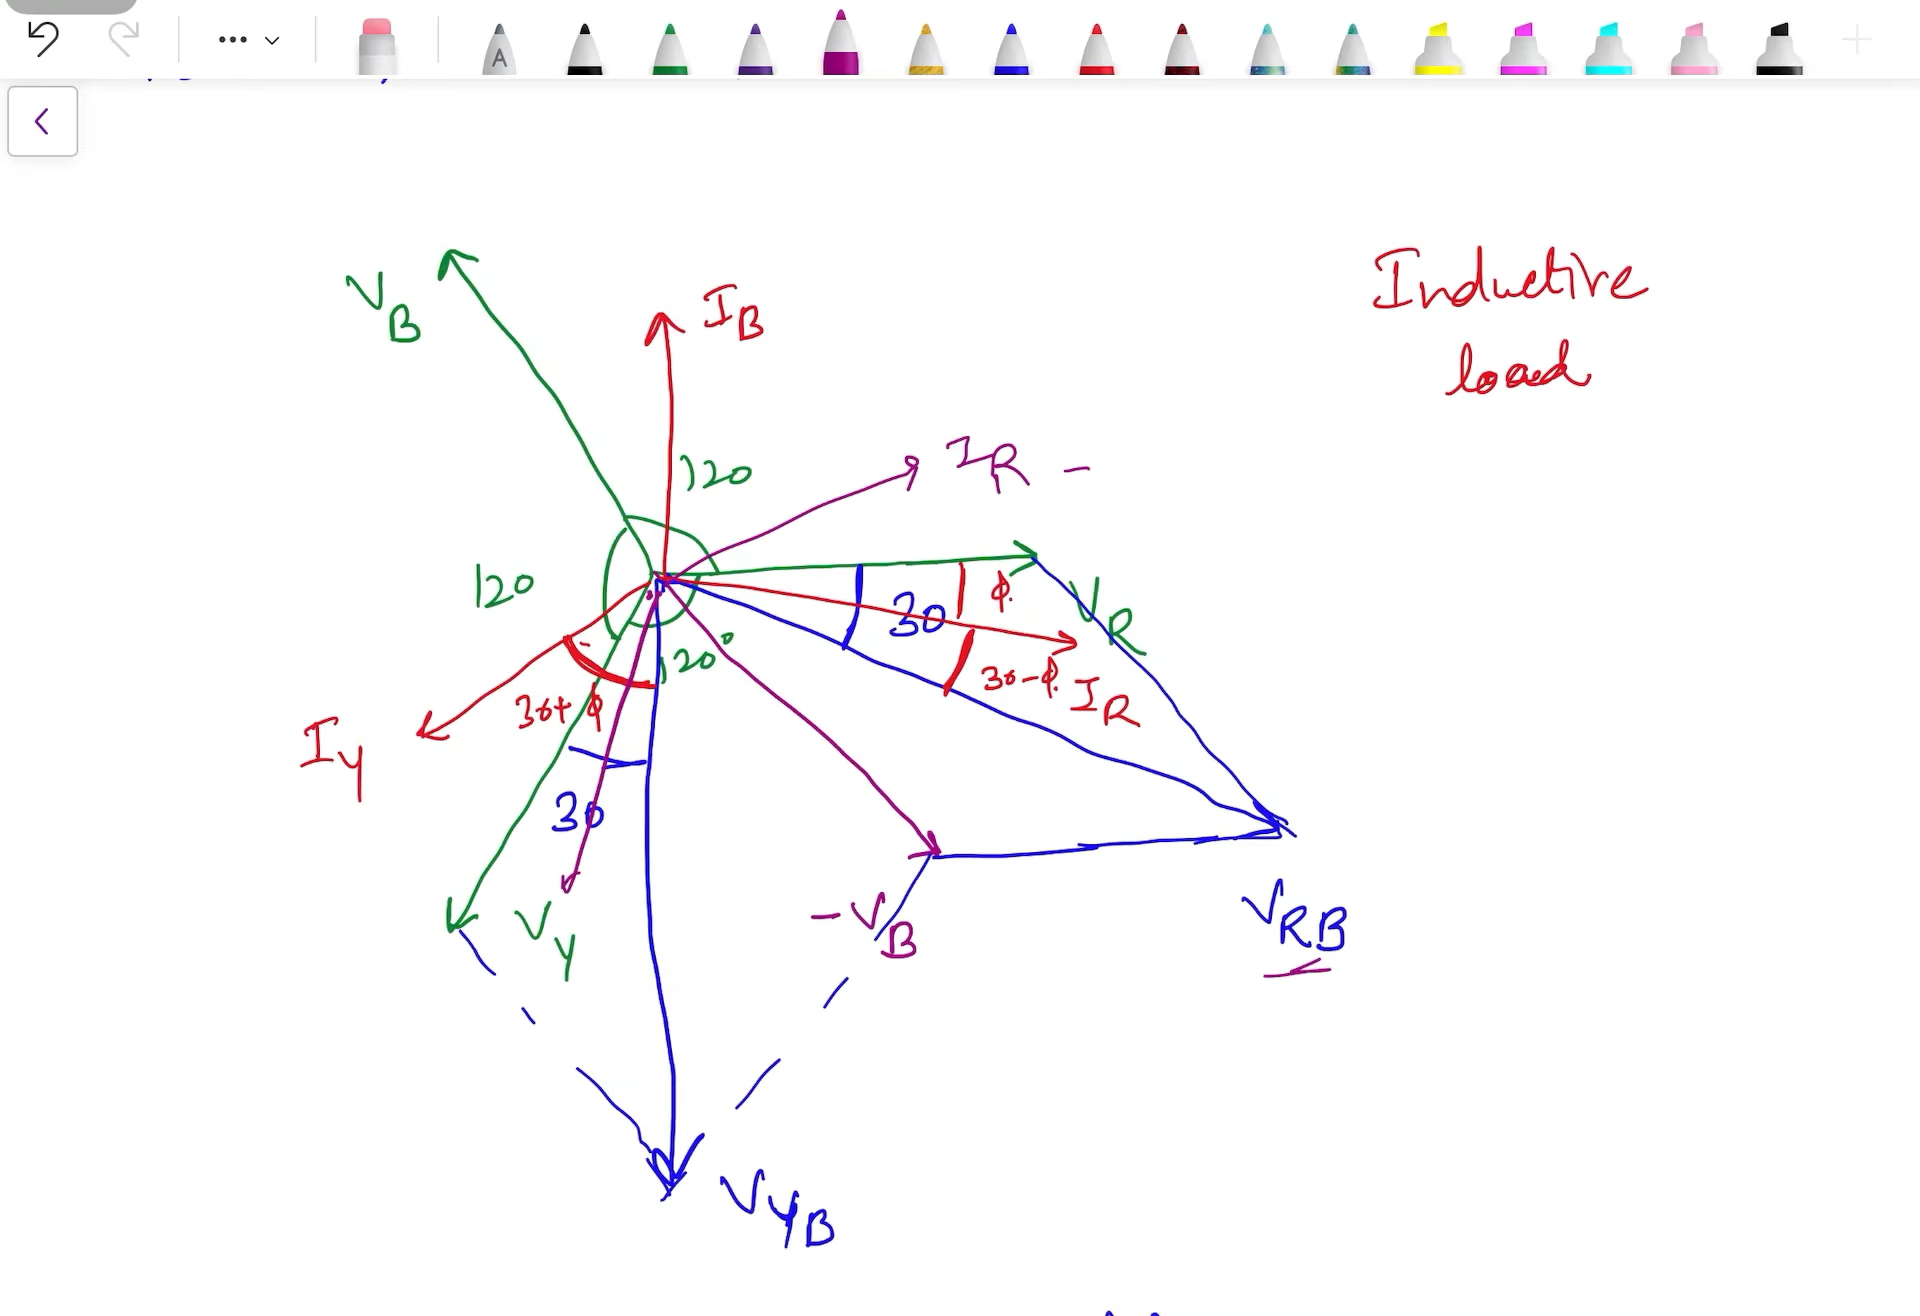 A
Inductive
load
V_B
I_B
120
I_R -
120
30
φ.
V_R
120°
30-φ.
I_R
30+φ
I_Y
30
V_Y
-V_B
V_RB
V_YB